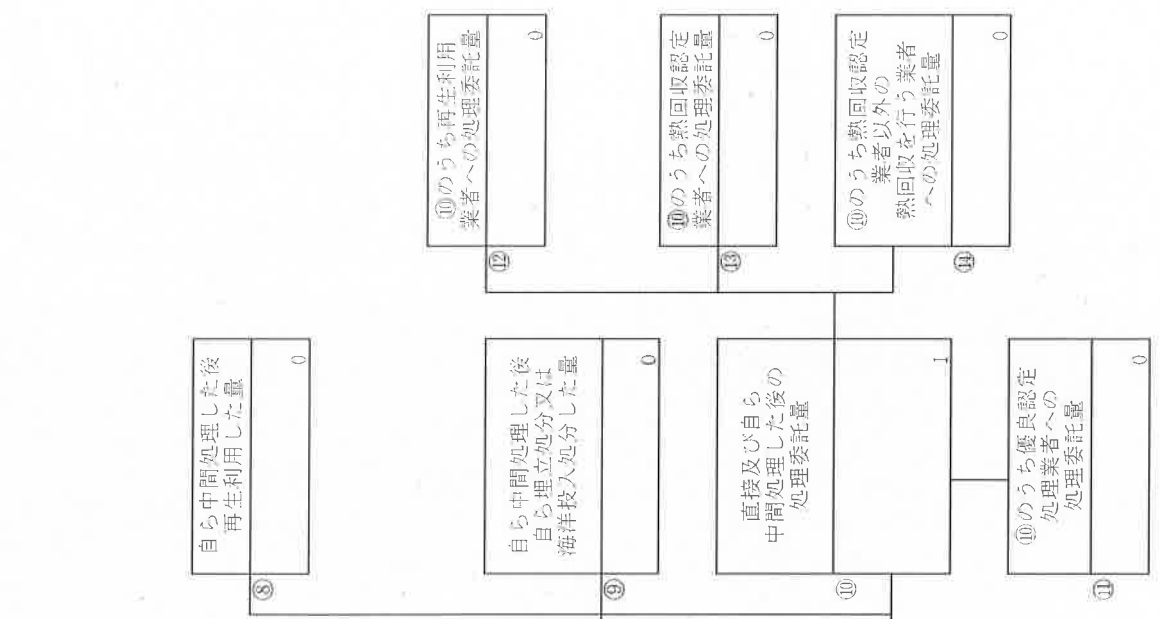 ⑧
自ら中間処理した後
再生利用した量
0
⑨
自ら中間処理した後
自ら埋立処分又は
海洋投入処分した量
0
⑩
直接及び自ら
中間処理した後の
処理委託量
1
⑪
⑩のうち優良認定
処理業者への
処理委託量
0
⑫
⑩のうち再生利用
業者への処理委託量
0
⑬
⑩のうち熱回収認定
業者への処理委託量
0
⑭
⑩のうち熱回収認定
業者以外の
熱回収を行う業者
への処理委託量
0